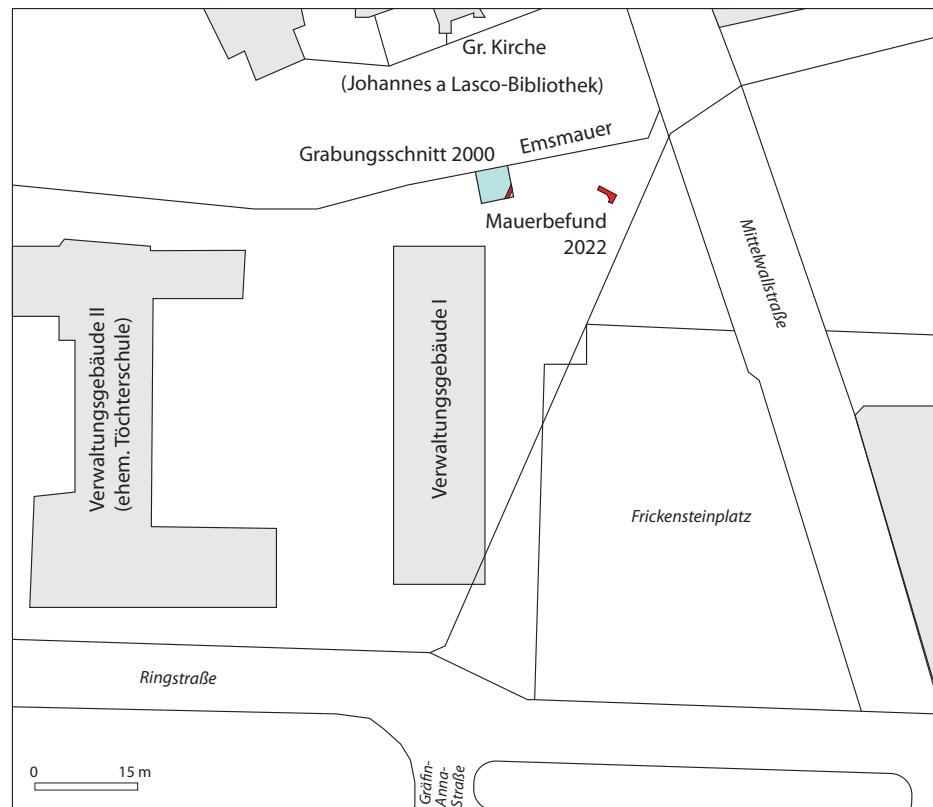 Gr. Kirche
(Johannes a Lasco-Bibliothek)
Emsmauer
Grabungsschnitt 2000
Mauerbefund
2022
Mittelwallstraße
Verwaltungsgebäude II
(ehem. Töchterschule)
Verwaltungsgebäude I
Frickensteinplatz
Ringstraße
Gräfin-
Anna-
Straße
0 15 m